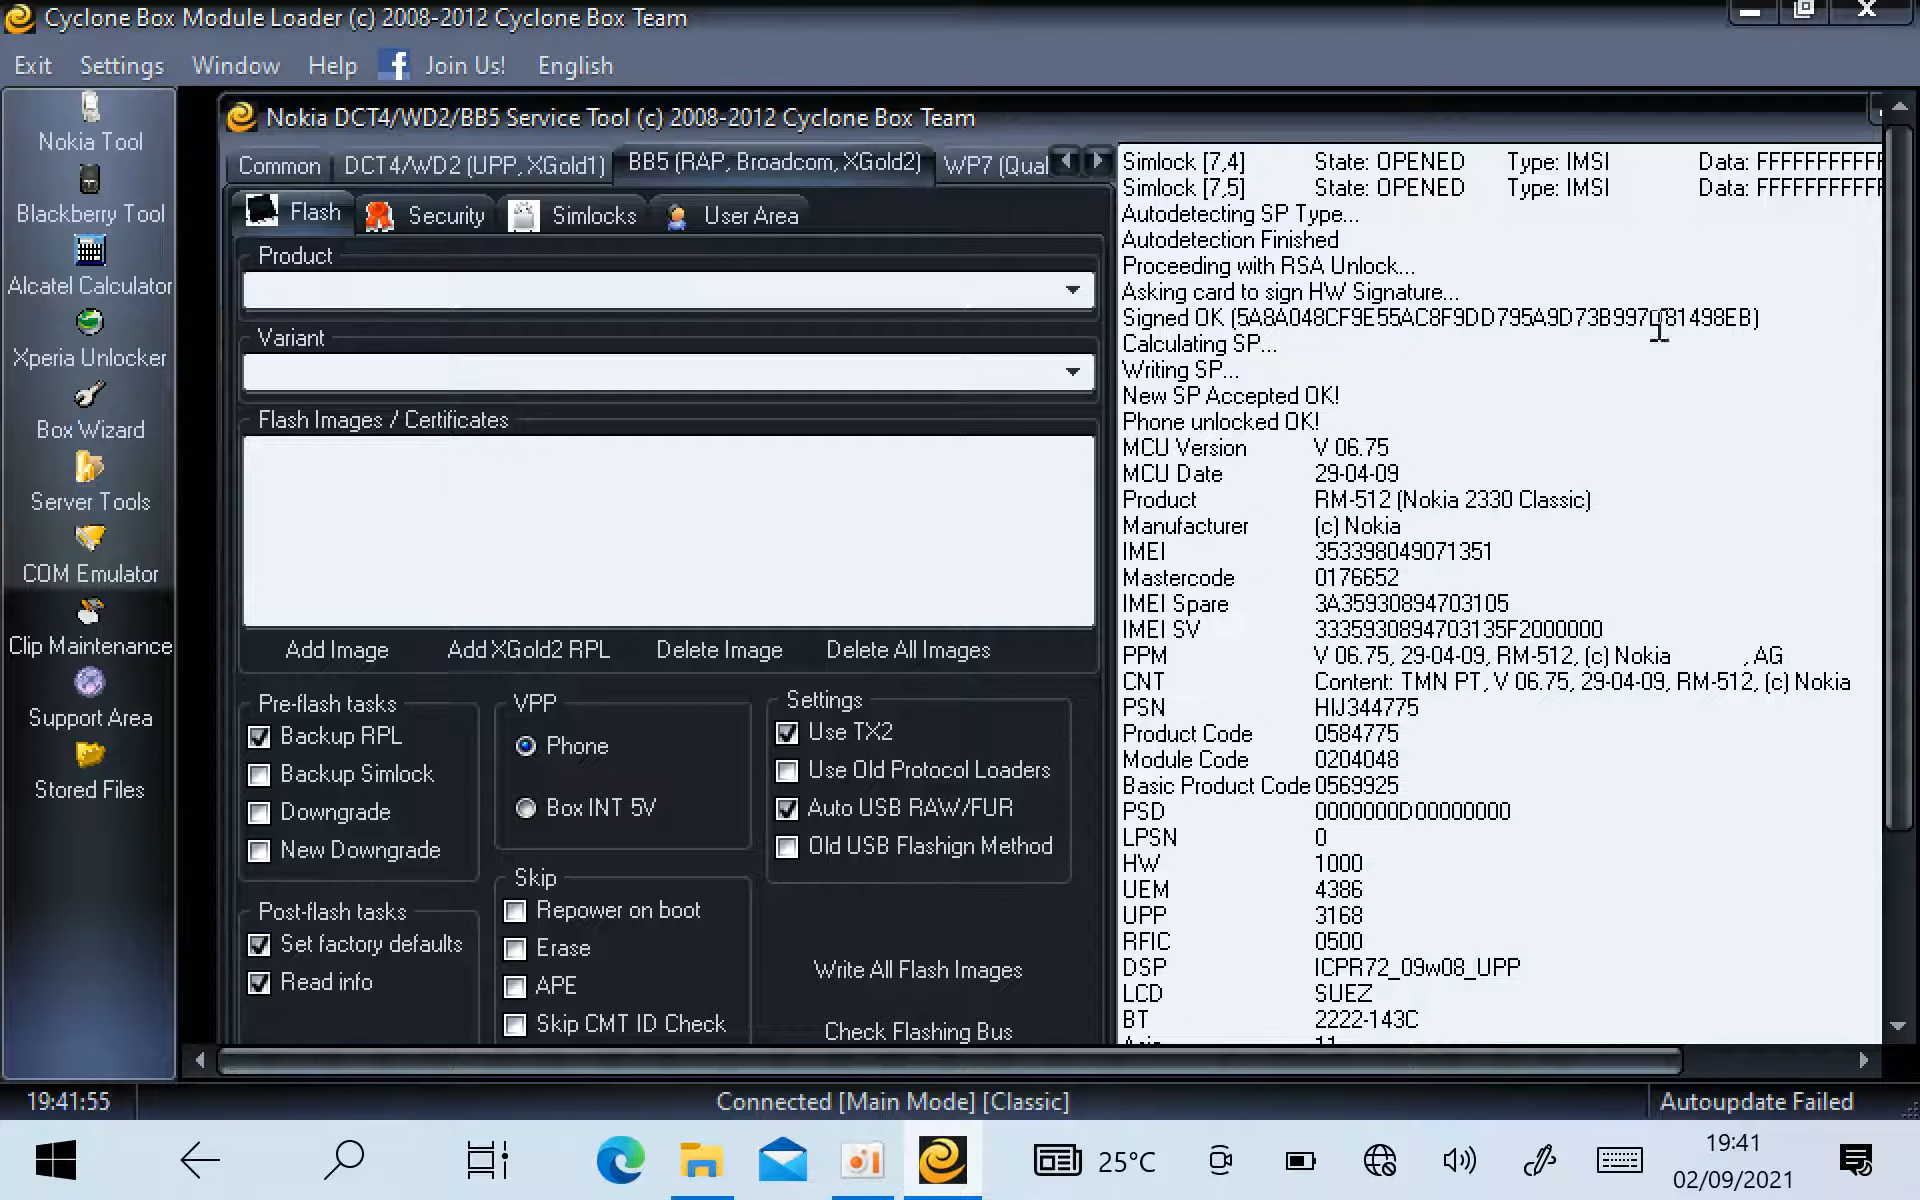 Cyclone Box Module Loader (c) 2008-2012 Cyclone Box Team
Exit Settings Window Help Join Us! English
Nokia Tool
Blackberry Tool
Alcatel Calculator
Xperia Unlocker
Box Wizard
Server Tools
COM Emulator
Clip Maintenance
Support Area
Stored Files
Nokia DCT4/WD2/BB5 Service Tool (c) 2008-2012 Cyclone Box Team
Common DCT4/WD2 (UPP, XGold1) BB5 (RAP, Broadcom, XGold2) WP7 (Qual
Flash Security Simlocks User Area
Product
Variant
Flash Images / Certificates
Add Image Add XGold2 RPL Delete Image Delete All Images
Pre-flash tasks
Backup RPL
Backup Simlock
Downgrade
New Downgrade
Post-flash tasks
Set factory defaults
Read info
VPP
Phone
Box INT 5V
Skip
Repower on boot
Erase
APE
Skip CMT ID Check
Settings
Use TX2
Use Old Protocol Loaders
Auto USB RAW/FUR
Old USB Flashign Method
Write All Flash Images
Check Flashing Bus
Simlock [7,4] State: OPENED Type: IMSI Data: FFFFFFFFFFF
Simlock [7,5] State: OPENED Type: IMSI Data: FFFFFFFFFFF
Autodetecting SP Type...
Autodetection Finished
Proceeding with RSA Unlock...
Asking card to sign HW Signature...
Signed OK
Calculating SP...
Writing SP...
New SP Accepted OK!
Phone unlocked OK!
MCU Version V 06.75
MCU Date 29-04-09
Product RM-512 (Nokia 2330 Classic)
Manufacturer (c) Nokia
IMEI 353398049071351
Mastercode 0176652
IMEI Spare 3A35930894703105
IMEI SV 3335930894703135F2000000
PPM V 06.75, 29-04-09, RM-512, (c) Nokia , AG
CNT Content: TMN PT, V 06.75, 29-04-09, RM-512, (c) Nokia
PSN HIJ344775
Product Code 0584775
Module Code 0204048
Basic Product Code 0569925
PSD 0000000D00000000
LPSN 0
HW 1000
UEM 4386
UPP 3168
RFIC 0500
DSP ICPR72_09w08_UPP
LCD SUEZ
BT 2222-143C
19:41:55 Connected [Main Mode] [Classic] Autoupdate Failed
25°C
19:41
02/09/2021